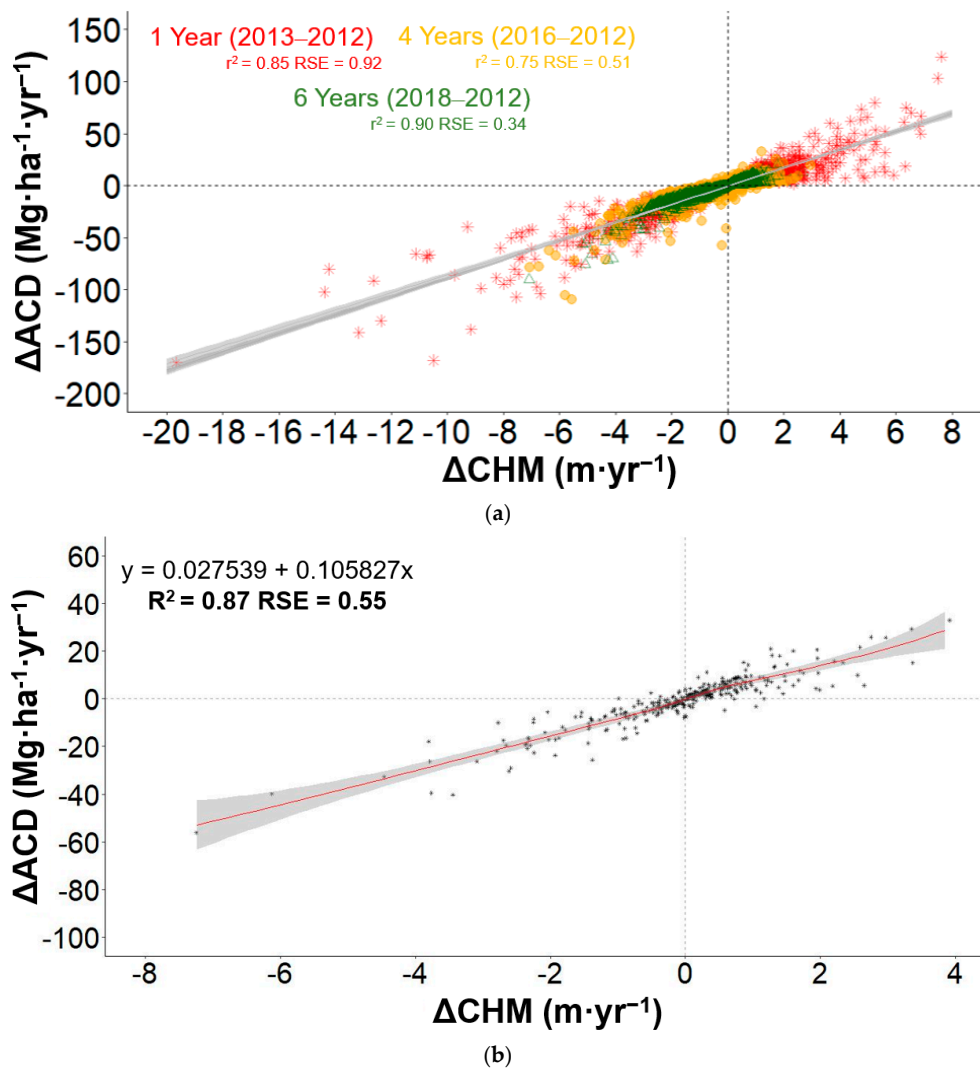 1 Year (2013–2012) 4 Years (2016–2012)
r² = 0.85 RSE = 0.92 r² = 0.75 RSE = 0.51
6 Years (2018–2012)
r² = 0.90 RSE = 0.34
150
100
50
0
-50
-100
-150
-200
ΔACD (Mg·ha⁻¹·yr⁻¹)
-20 -18 -16 -14 -12 -10 -8 -6 -4 -2 0 2 4 6 8
ΔCHM (m·yr⁻¹)
(a)
y = 0.027539 + 0.105827x
R² = 0.87 RSE = 0.55
60
40
20
0
-20
-40
-60
-80
-100
ΔACD (Mg·ha⁻¹·yr⁻¹)
-8 -6 -4 -2 0 2 4
ΔCHM (m·yr⁻¹)
(b)